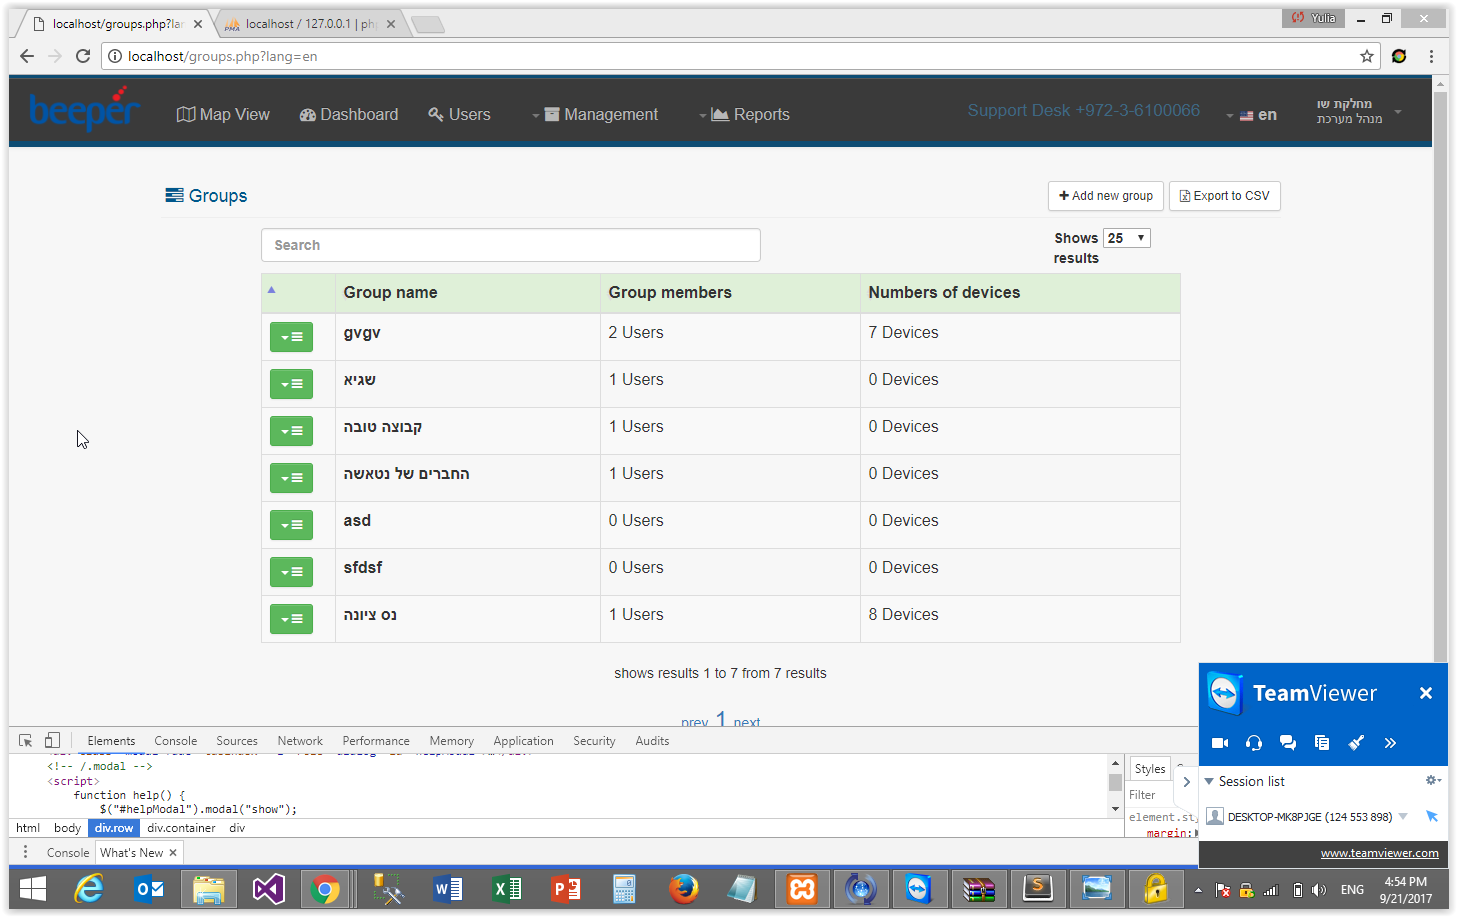 localhost/groups.php?la
localhost / 127.0.0.1 | ph
Yulia
localhost/groups.php?lang=en
beeper
Map View
Dashboard
Users
Management
Reports
Support Desk +972-3-6100066
en
מחלקת שו
מנהל מערכת
Groups
Add new group
Export to CSV
Search
Shows 25
results
Group name Group members Numbers of devices
gvgv 2 Users 7 Devices
שגיא 1 Users 0 Devices
קבוצה טובה 1 Users 0 Devices
החברים של נטאשה 1 Users 0 Devices
asd 0 Users 0 Devices
sfdsf 0 Users 0 Devices
נס ציונה 1 Users 8 Devices
shows results 1 to 7 from 7 results
prev 1 next
TeamViewer
Session list
DESKTOP-MK8PJGE (124 553 898)
www.teamviewer.com
Elements Console Sources Network Performance Memory Application Security Audits
<!-- /.modal -->
<script>
function help() {
$("#helpModal").modal("show");
html body div.row div.container div
Styles
Filter
element.sty
margin:
Console What's New
ENG
4:54 PM
9/21/2017